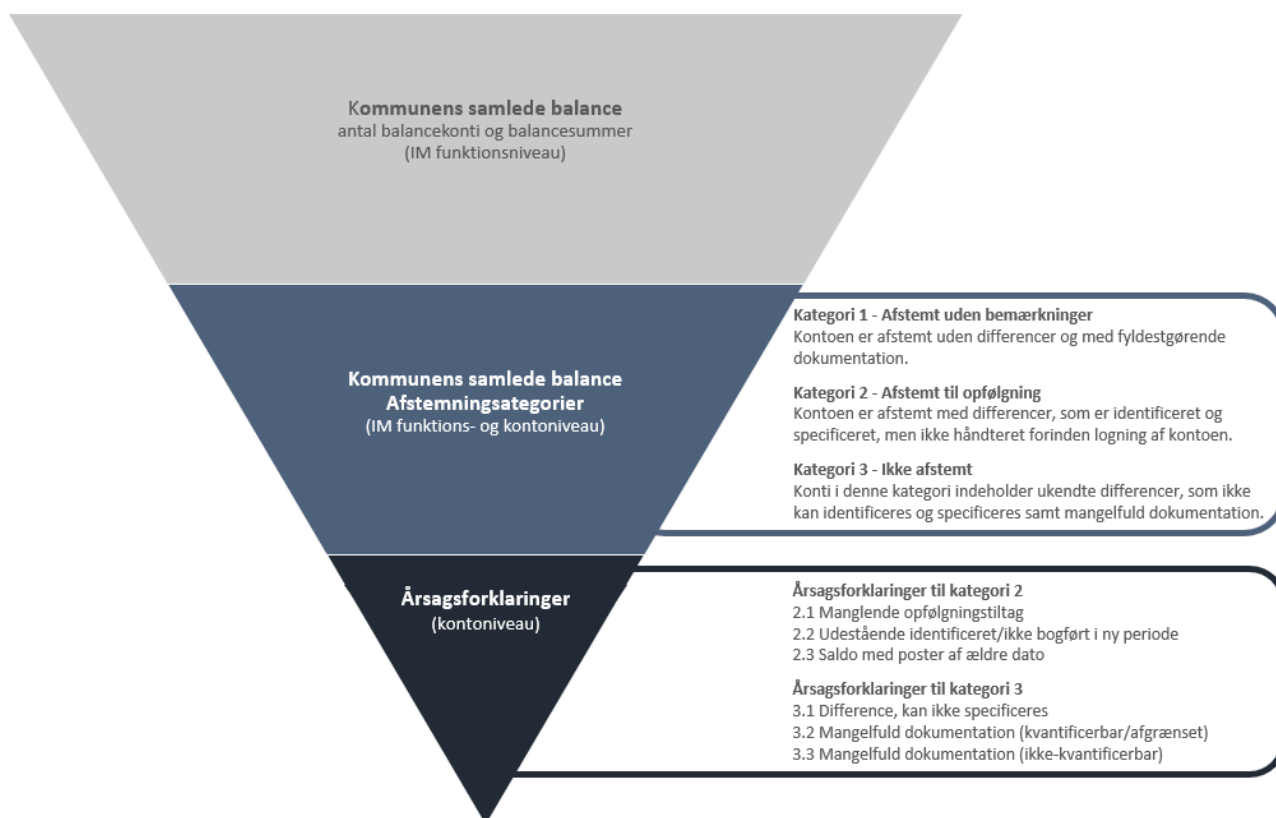 Kommunens samlede balance
antal balancekonti og balancesummer
(IM funktionsniveau)
Kommunens samlede balance
Afstemningsategorier
(IM funktions- og kontoniveau)
Kategori 1 - Afstemt uden bemærkninger
Kontoen er afstemt uden differencer og med fyldestgørende
dokumentation.
Kategori 2 - Afstemt til opfølgning
Kontoen er afstemt med differencer, som er identificeret og
specificeret, men ikke håndteret forinden logning af kontoen.
Kategori 3 - Ikke afstemt
Konti i denne kategori indeholder ukendte differencer, som ikke
kan identificeres og specificeres samt mangelfuld dokumentation.
Årsagsforklaringer
(kontoniveau)
Årsagsforklaringer til kategori 2
2.1 Manglende opfølgningstiltag
2.2 Udestående identificeret/ikke bogført i ny periode
2.3 Saldo med poster af ældre dato
Årsagsforklaringer til kategori 3
3.1 Difference, kan ikke specificeres
3.2 Mangelfuld dokumentation (kvantificerbar/afgrænset)
3.3 Mangelfuld dokumentation (ikke-kvantificerbar)